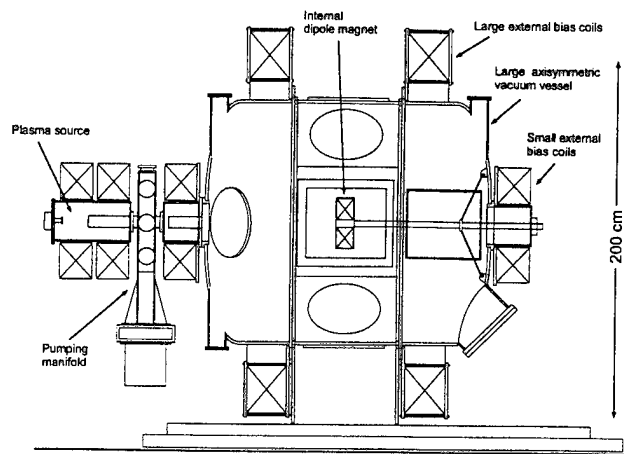 Internal
dipole magnet
Large external bias coils
Large axisymmetric
vacuum vessel
Plasma source
Small external
bias coils
200 cm
Pumping
manifold